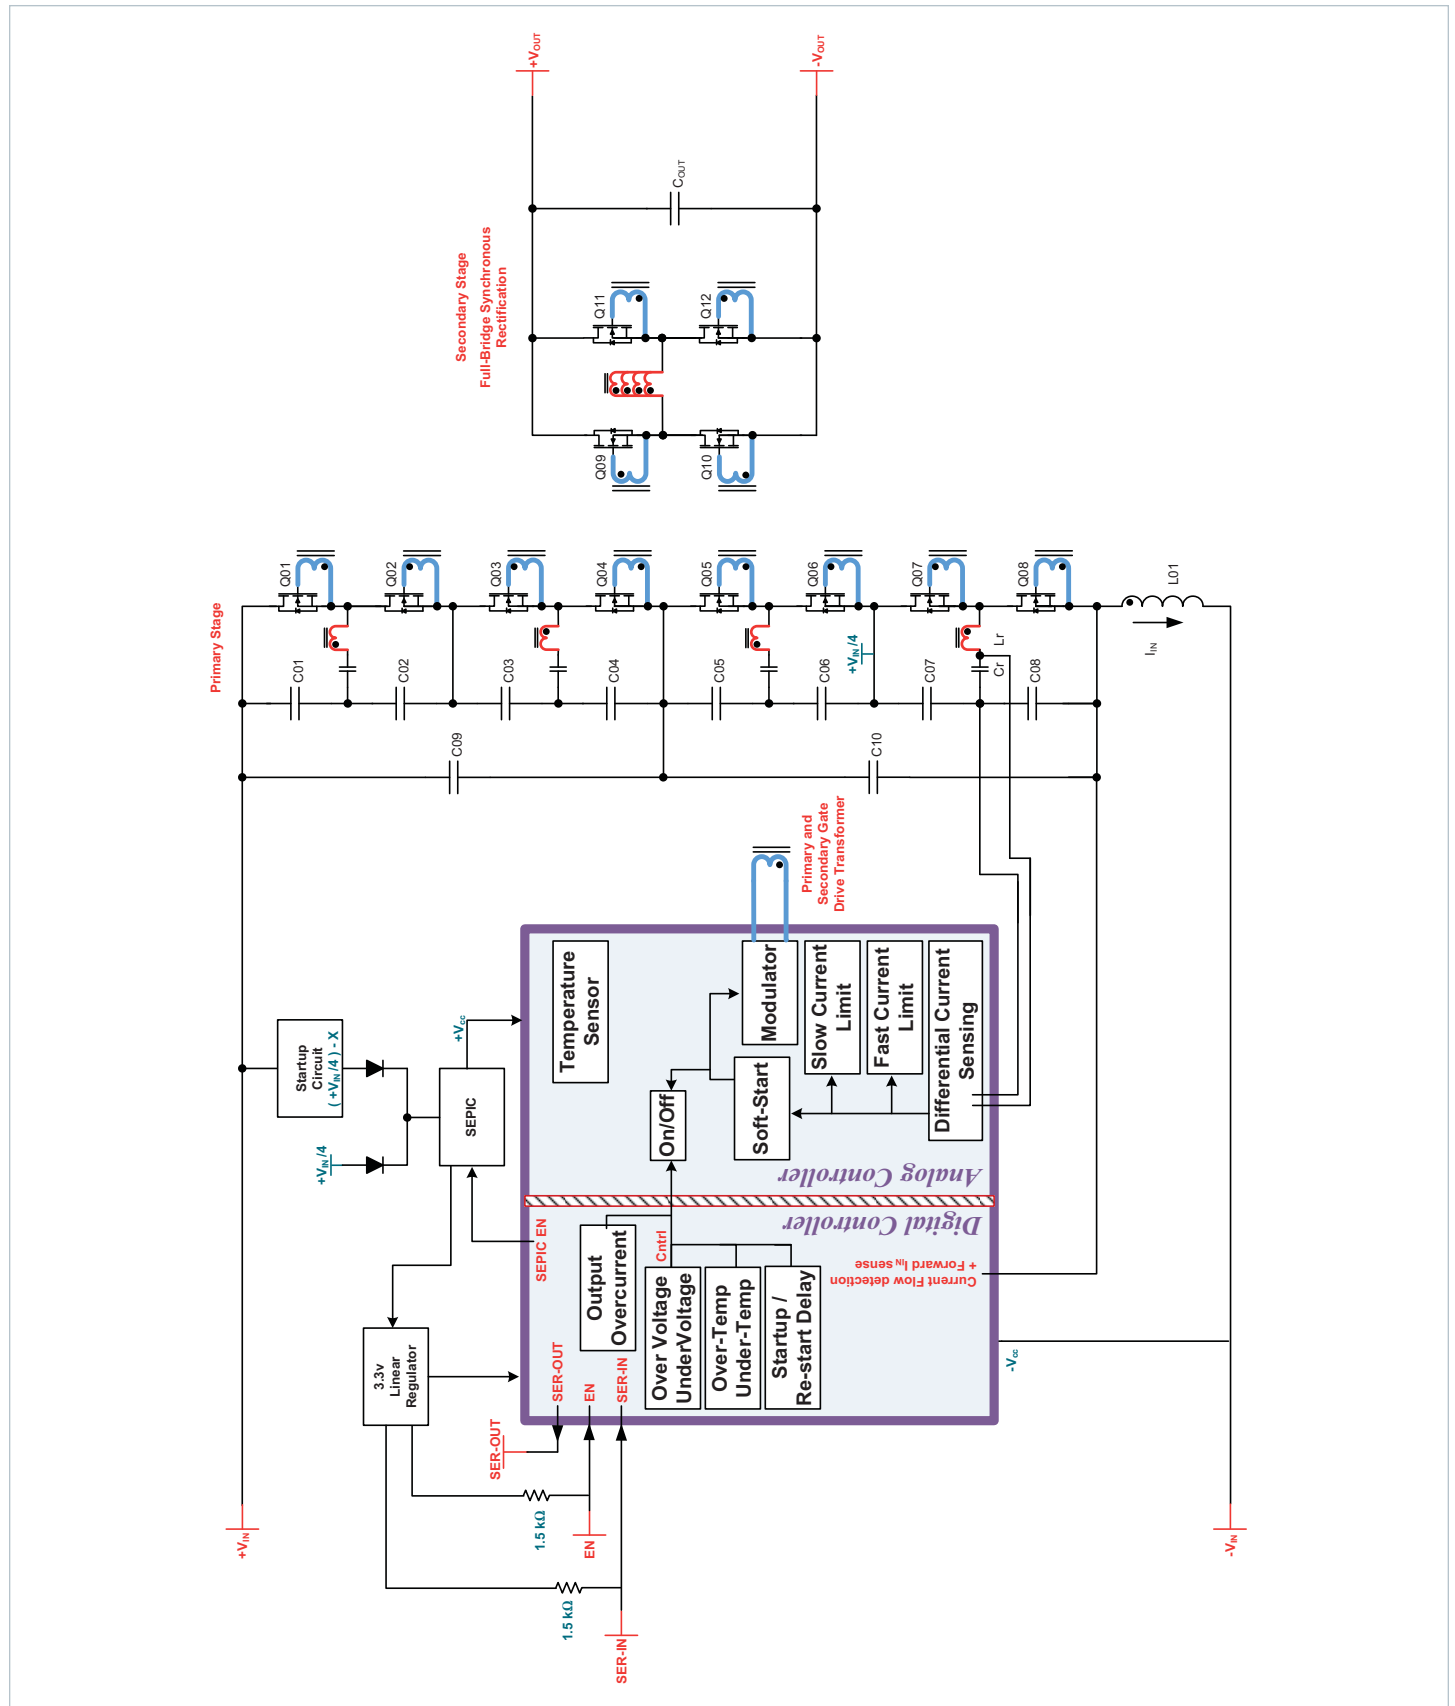 +VOUT
-VOUT
COUT
Secondary Stage
Full-Bridge Synchronous
Rectification
Q11
Q12
Q09
Q10
Primary Stage
Q01
Q02
Q03
Q04
Q05
Q06
Q07
Q08
L01
IIN
C01
C02
C03
C04
C05
C06
+VIN/4
C07
Cr
Lr
C08
C09
C10
Primary and
Secondary Gate
Drive Transformer
Startup
Circuit
( +VIN/4 ) - X
+VIN/4
SEPIC
+Vcc
Temperature
Sensor
Modulator
Slow Current
Limit
Fast Current
Limit
Differential Current
Sensing
On/Off
Soft-Start
Analog Controller
Digital Controller
SEPIC EN
Output
Overcurrent
Cntrl
Over Voltage
UnderVoltage
Over-Temp
Under-Temp
Startup /
Re-start Delay
Current Flow detection
+ Forward IIN sense
3.3v
Linear
Regulator
SER-OUT
EN
SER-IN
SER-OUT
1.5 kΩ
EN
1.5 kΩ
SER-IN
-Vcc
+VIN
-VIN